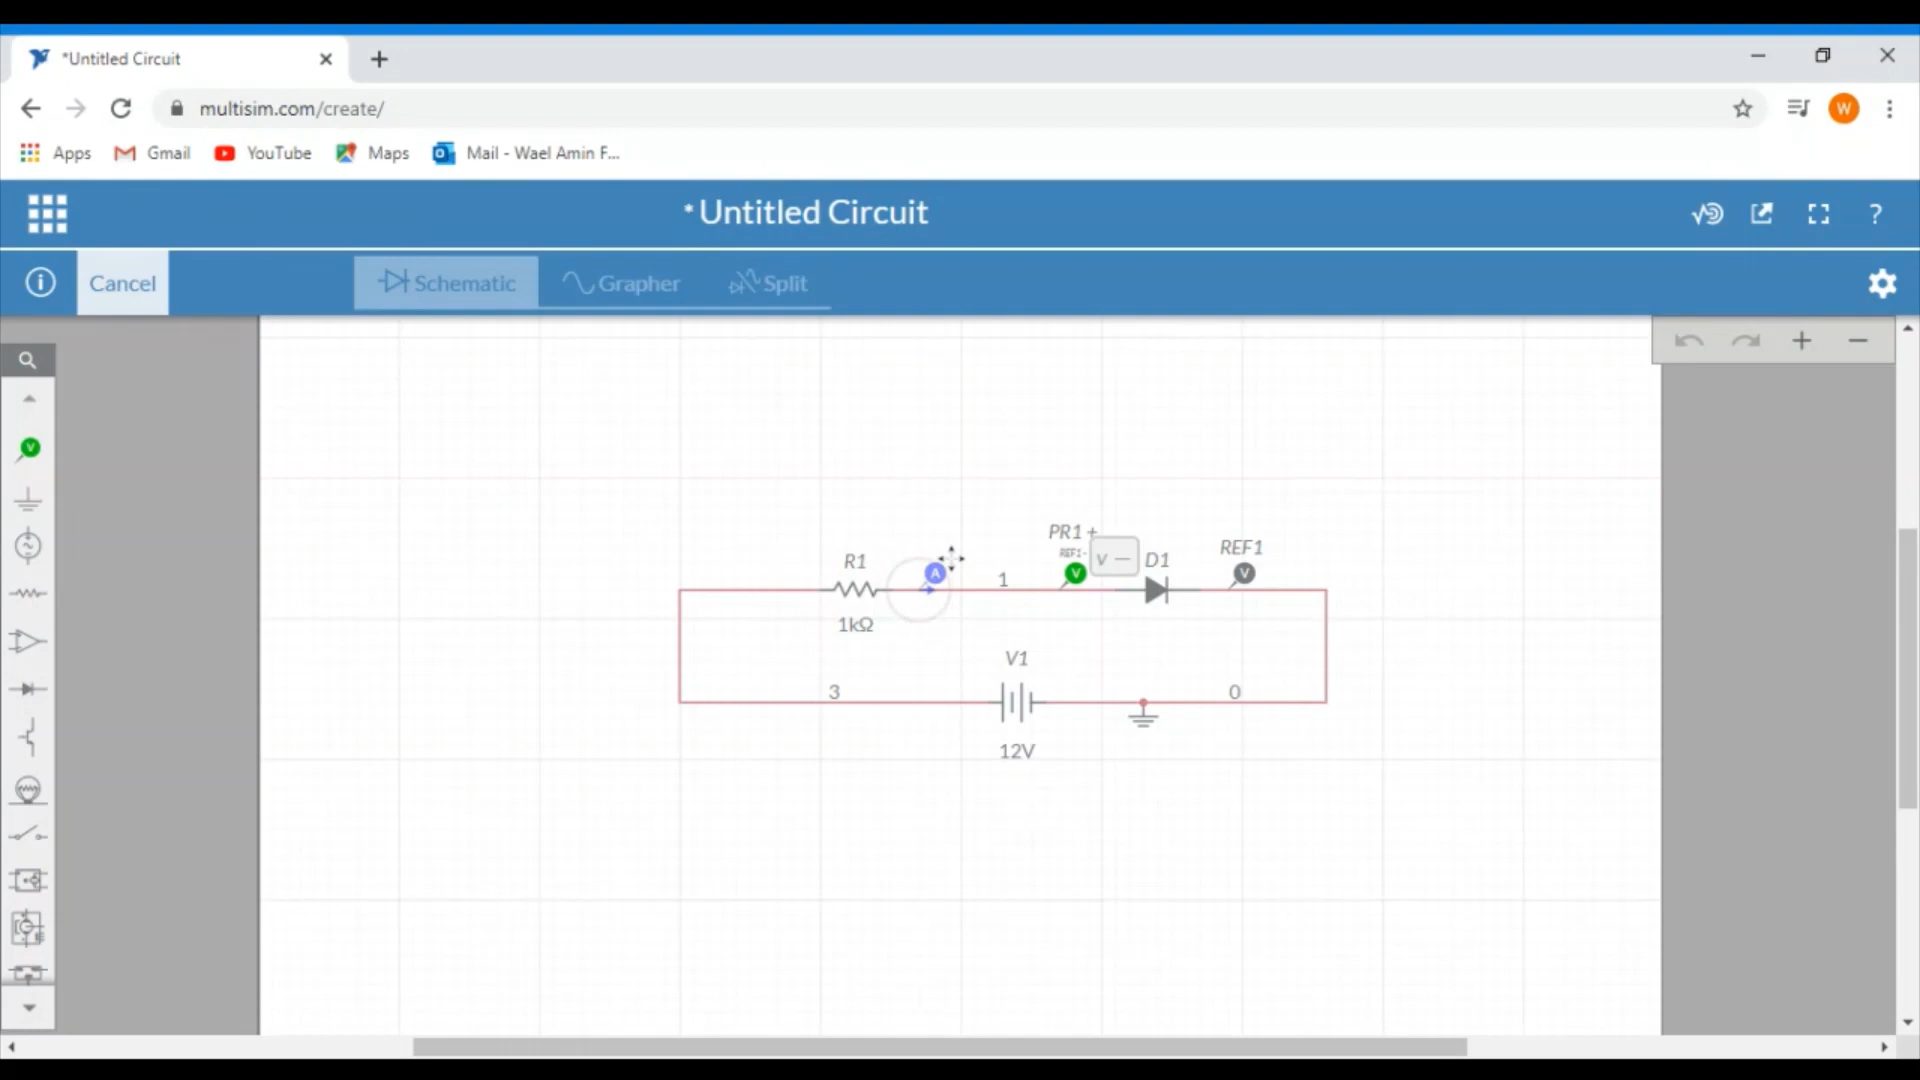 *Untitled Circuit
multisim.com/create/
W
Apps
Gmail
YouTube
Maps
Mail - Wael Amin F...
* Untitled Circuit
?
Cancel
Schematic
Grapher
Split
V
PR1 +
REF1-
V —
R1
A
1
V
D1
REF1
V
1kΩ
V1
3
0
12V